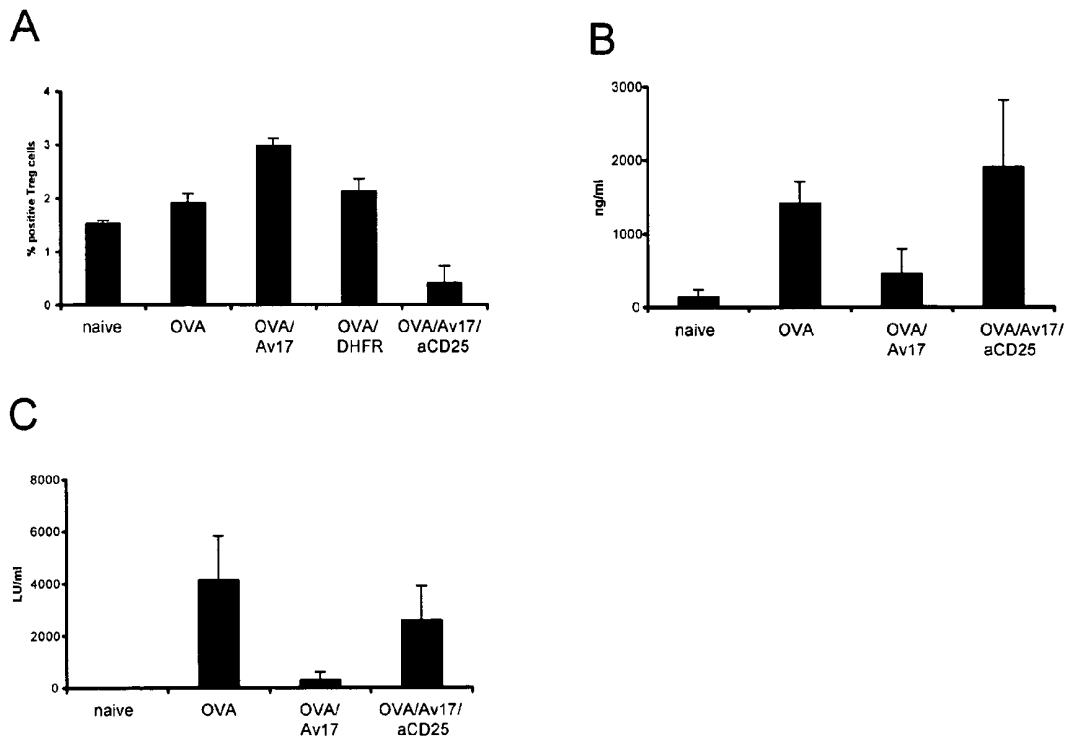 A
% positive Treg cells
4
3
2
1
0
naive
OVA
OVA/
Av17
OVA/
DHFR
OVA/Av17/
aCD25
B
ng/ml
3000
2000
1000
0
naive
OVA
OVA/
Av17
OVA/Av17/
aCD25
C
LU/ml
8000
6000
4000
2000
0
naive
OVA
OVA/
Av17
OVA/Av17/
aCD25